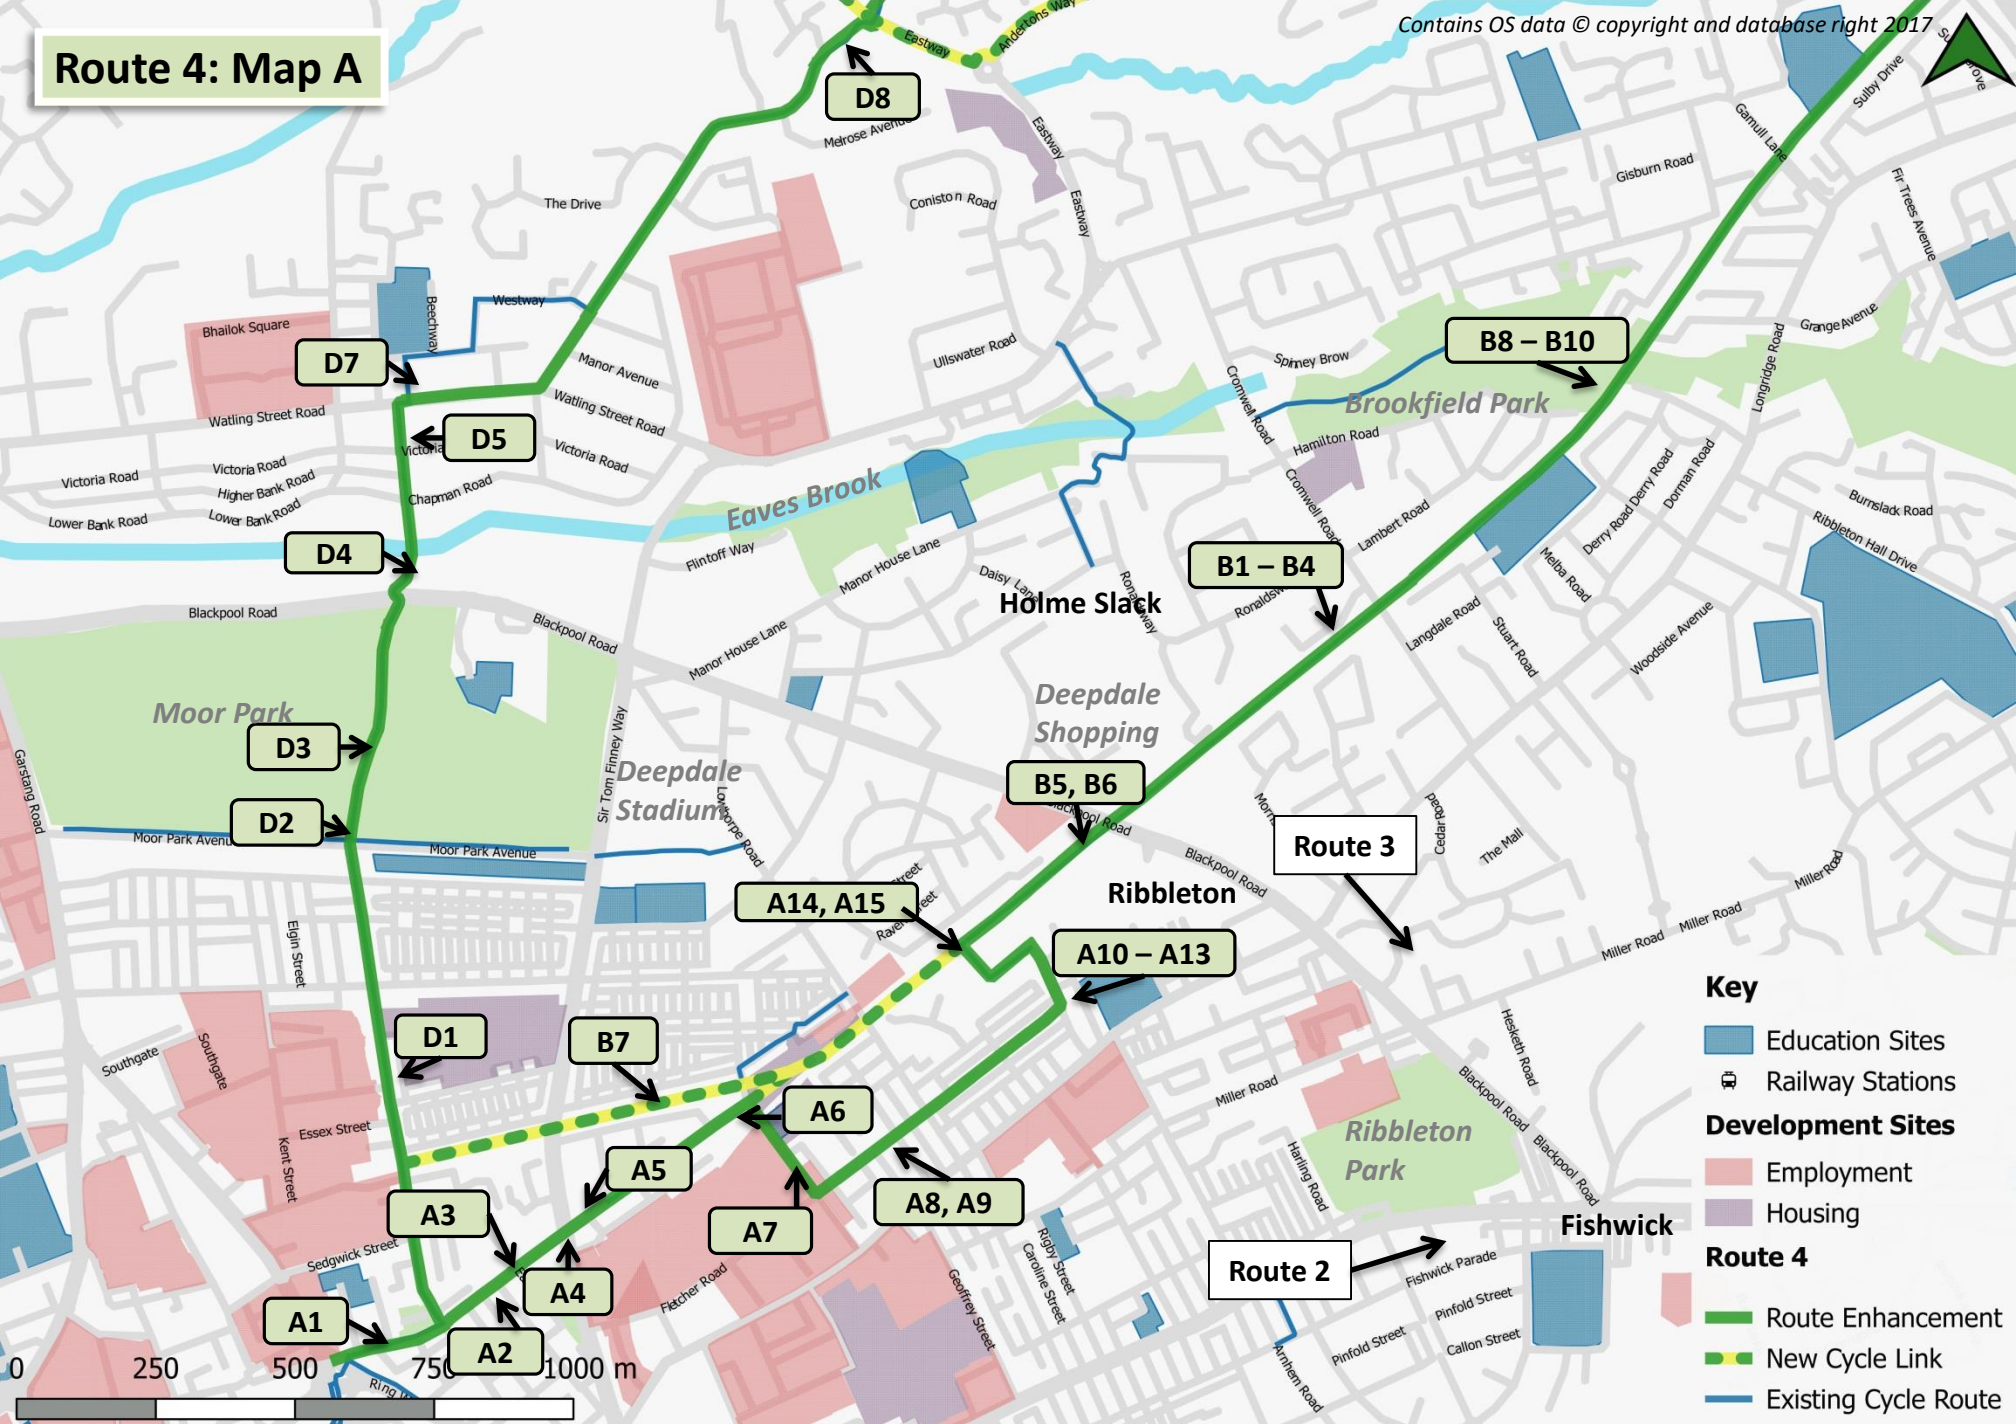 Contains OS data © copyright and database right 2017
Route 4: Map A
Eastway
Andertons Way
D8
Melrose Avenue
Eastway
Sulby Drive
Gamull Lane
Gisburn Road
Fir Trees Avenue
The Drive
Coniston Road
Eastway
Beechway
Westway
Bhailok Square
D7
Manor Avenue
Ullswater Road
Spinney Brow
B8 – B10
Grange Avenue
Longridge Road
Cromwell Road
Brookfield Park
Watling Street Road
Watling Street Road
D5
Victoria Road
Hamilton Road
Victoria Road
Victoria Road
Higher Bank Road
Chapman Road
Lower Bank Road
Lower Bank Road
Eaves Brook
Cromwell Road
Lambert Road
Derry Road
Derry Road
Dorman Road
Burnslack Road
Ribbleton Hall Drive
D4
Flintoff Way
Manor House Lane
Daisy Lane
Holme Slack
B1 – B4
Melba Road
Blackpool Road
Blackpool Road
Manor House Lane
Langdale Road
Stuart Road
Woodside Avenue
Moor Park
D3
Garstang Road
Sir Tom Finney Way
Deepdale
Stadium
Lowthorpe Road
Deepdale
Shopping
B5, B6
Blackpool Road
D2
Moor Park Avenue
Moor Park Avenue
Route 3
Cedar Road
The Mall
Miller Road
Blackpool Road
Ribbleton
A14, A15
Elgin Street
Miller Road
Miller Road
A10 – A13
Key
Education Sites
Railway Stations
Development Sites
Employment
Housing
Route 4
Route Enhancement
New Cycle Link
Existing Cycle Route
Southgate
Southgate
D1
B7
A6
Miller Road
Hesketh Road
Blackpool Road
Blackpool Road
Ribbleton
Park
Essex Street
Kent Street
A5
A8, A9
A7
Harling Road
Fishwick
A3
Sedgwick Street
A4
Fletcher Road
Geoffrey Street
Rigby Street
Caroline Street
Route 2
Fishwick Parade
Pinfold Street
Pinfold Street
Callon Street
Arnhem Road
A1
A2
0 250 500 750 1000 m